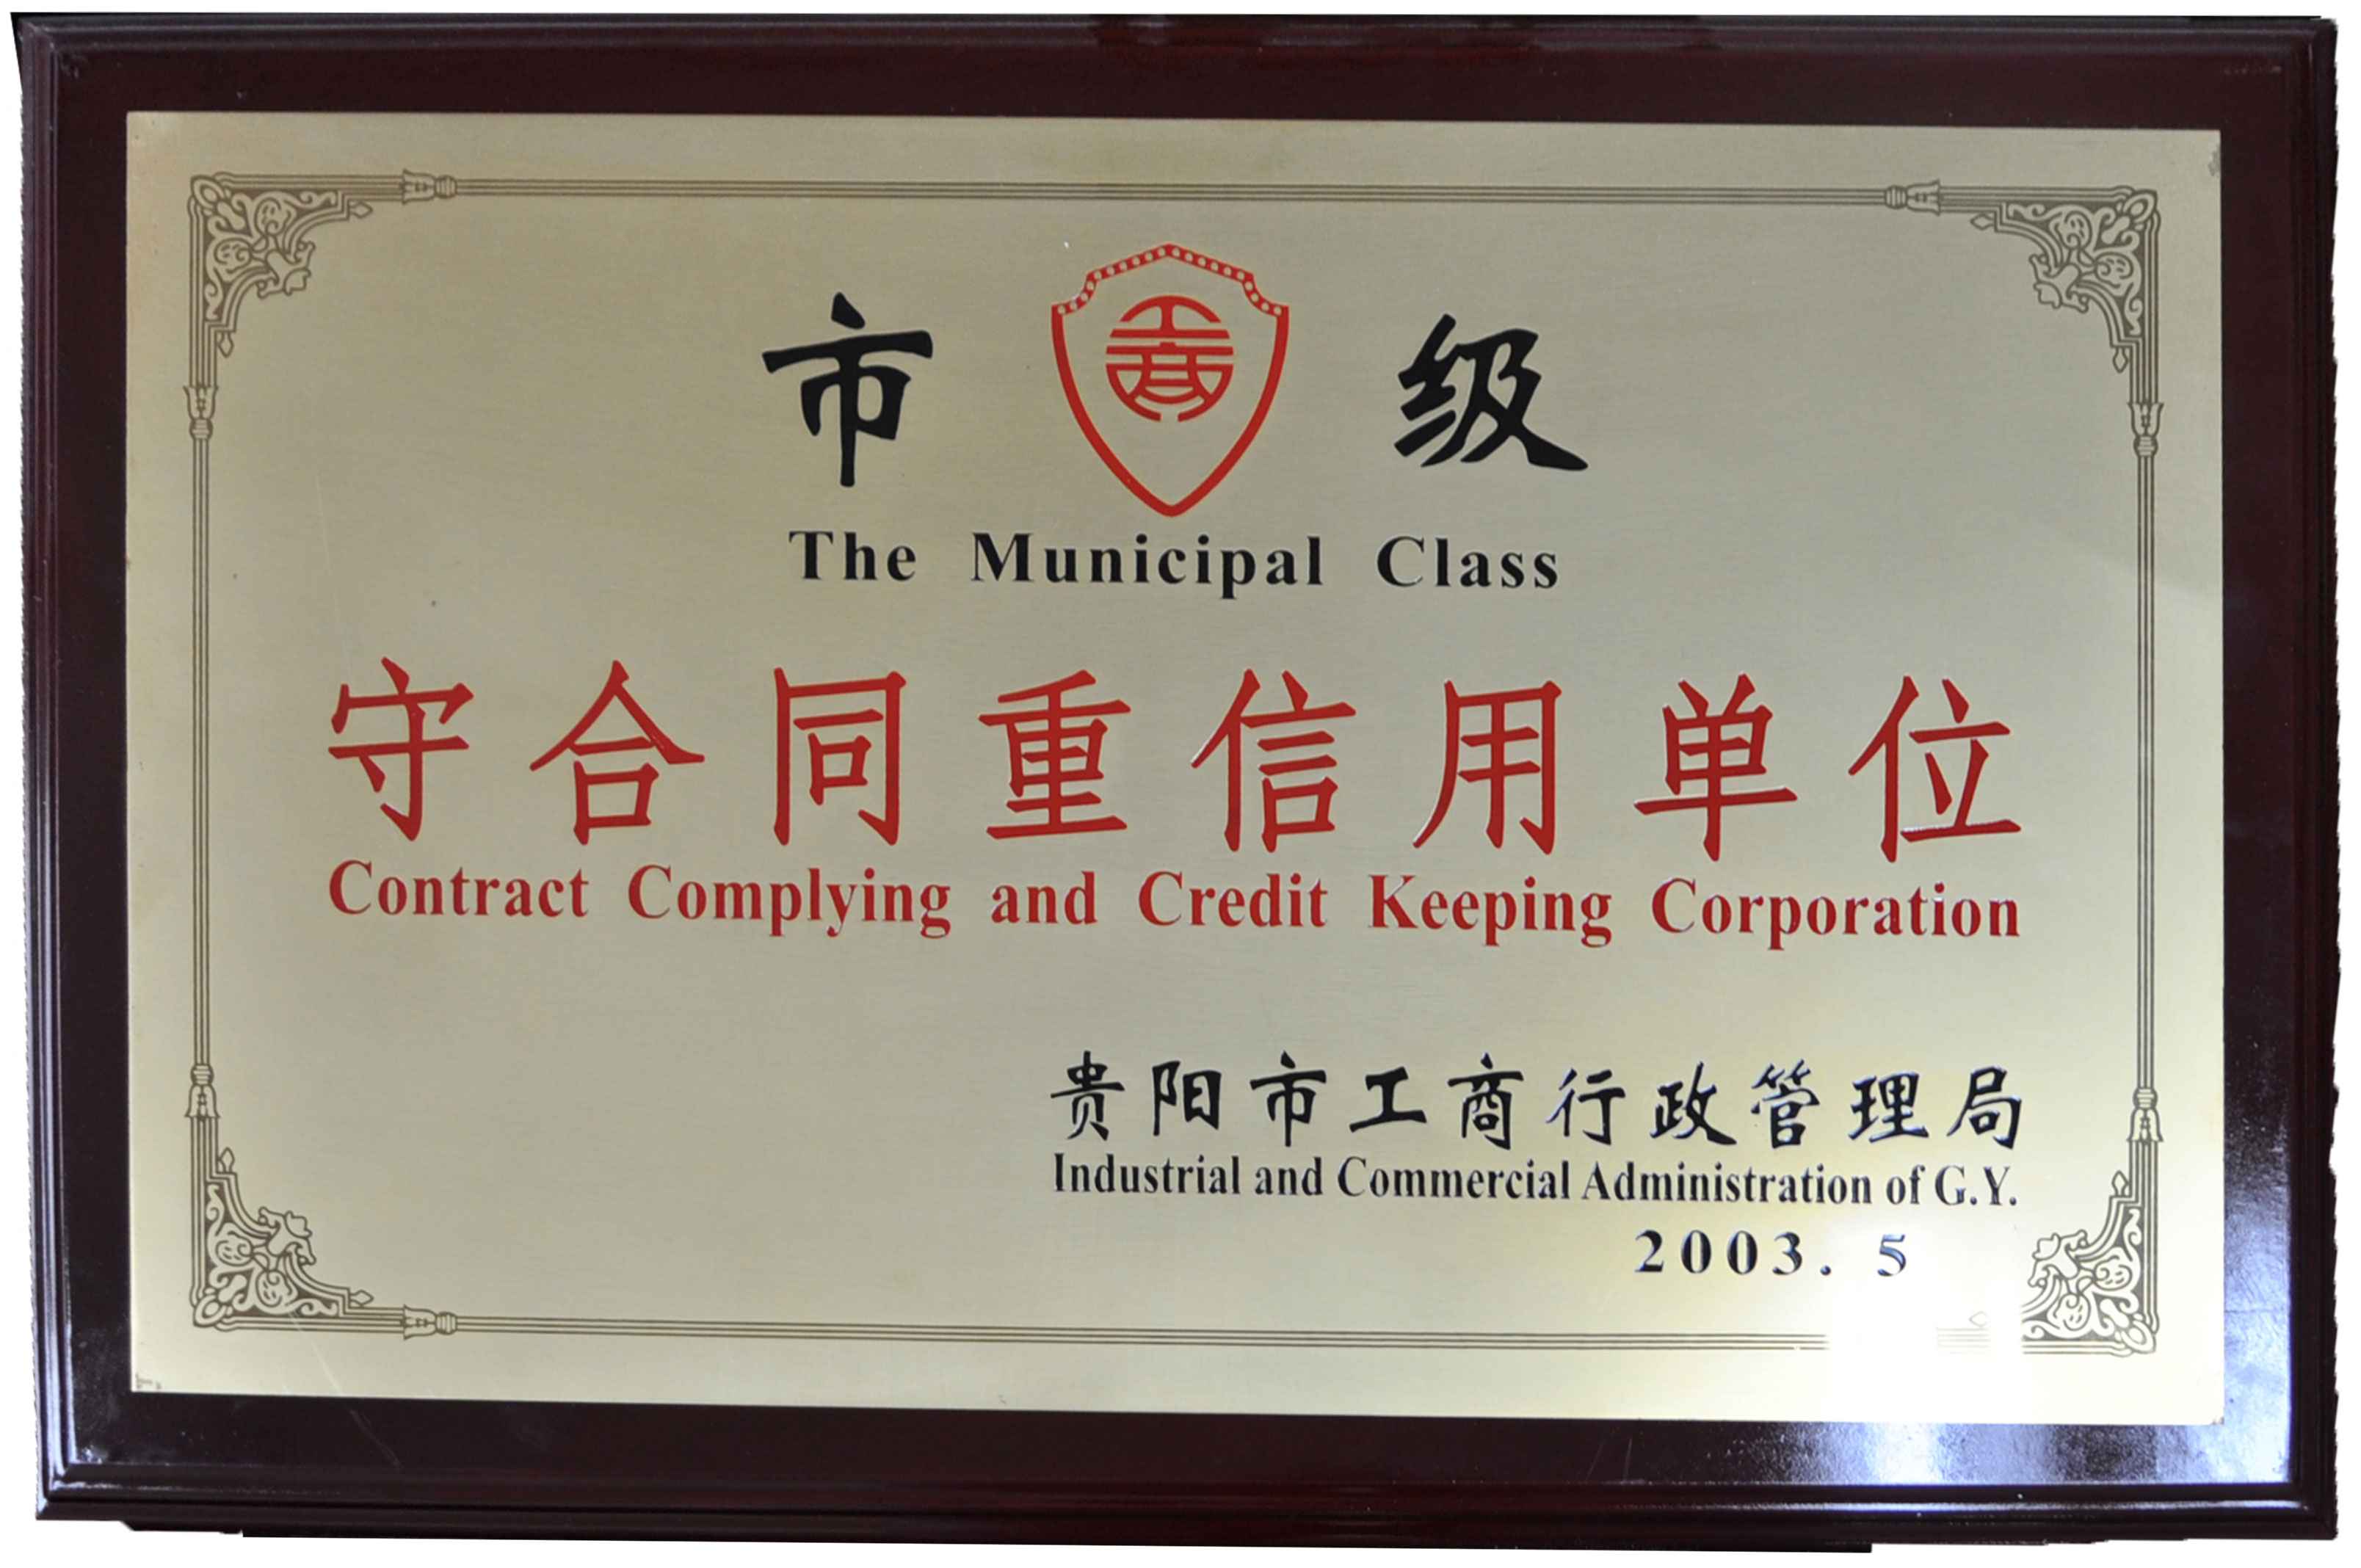 市 级
The Municipal Class
守合同重信用单位
Contract Complying and Credit Keeping Corporation
贵阳市工商行政管理局
Industrial and Commercial Administration of G.Y.
2003. 5